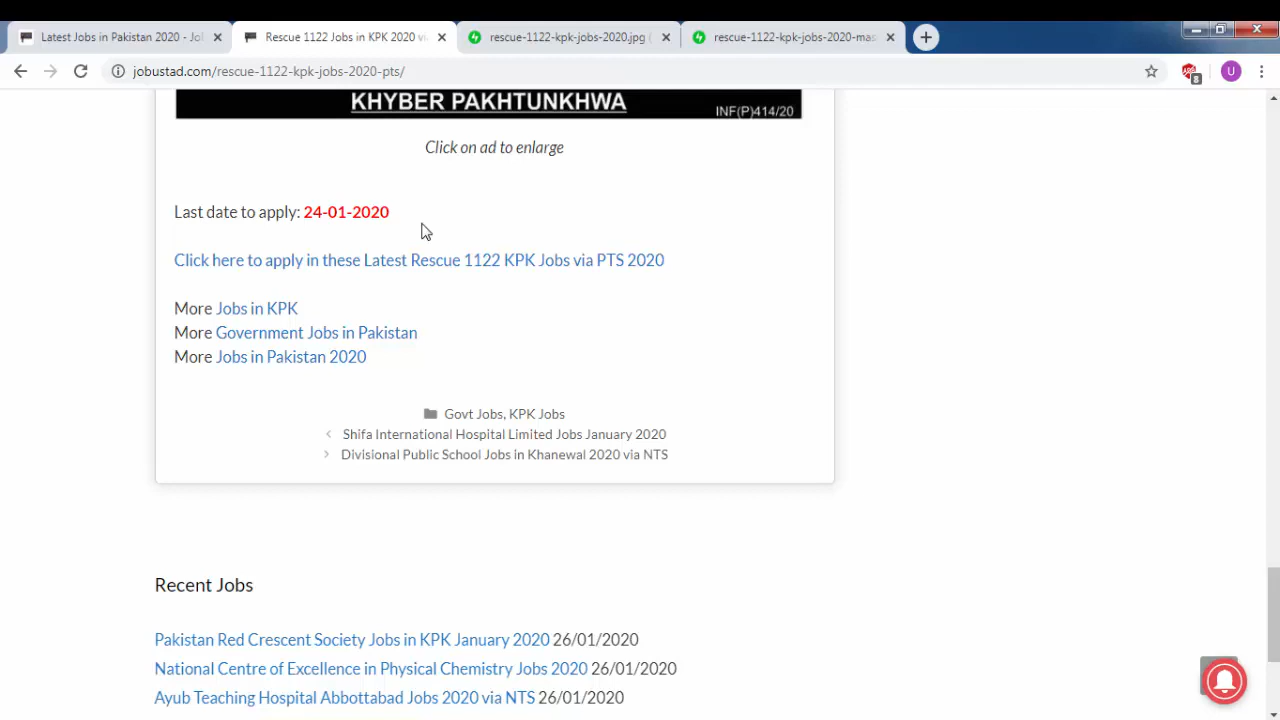 Latest Jobs in Pakistan 2020 - Jol
Rescue 1122 Jobs in KPK 2020 via
rescue-1122-kpk-jobs-2020.jpg (
rescue-1122-kpk-jobs-2020-mas
jobustad.com/rescue-1122-kpk-jobs-2020-pts/
8
U
KHYBER PAKHTUNKHWA
INF(P)414/20
Click on ad to enlarge
Last date to apply: 24-01-2020
Click here to apply in these Latest Rescue 1122 KPK Jobs via PTS 2020
More Jobs in KPK
More Government Jobs in Pakistan
More Jobs in Pakistan 2020
Govt Jobs, KPK Jobs
Shifa International Hospital Limited Jobs January 2020
Divisional Public School Jobs in Khanewal 2020 via NTS
Recent Jobs
Pakistan Red Crescent Society Jobs in KPK January 2020 26/01/2020
National Centre of Excellence in Physical Chemistry Jobs 2020 26/01/2020
Ayub Teaching Hospital Abbottabad Jobs 2020 via NTS 26/01/2020